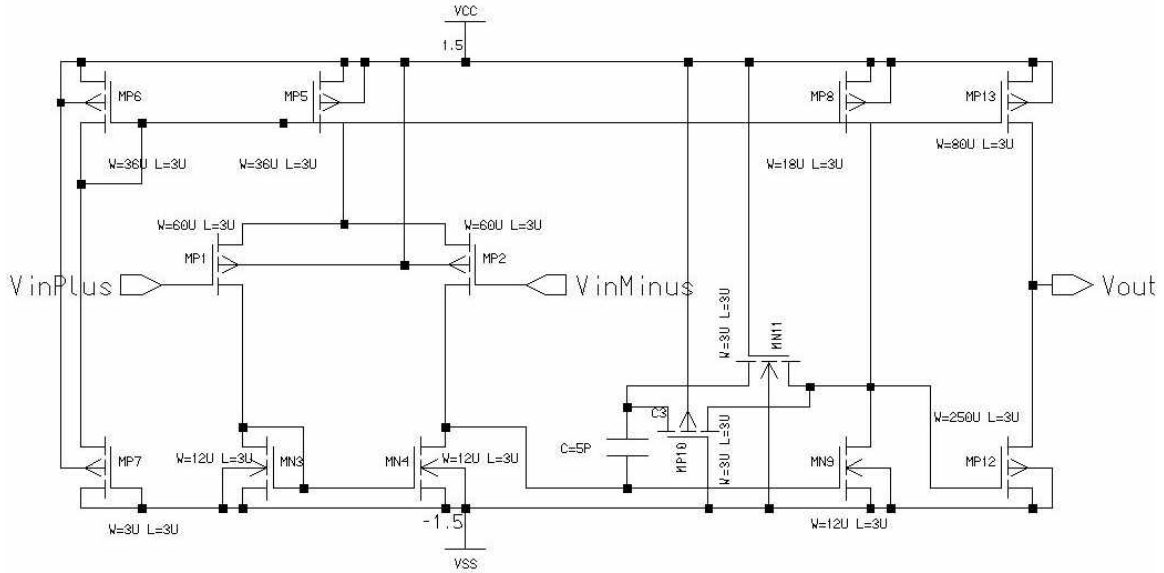 VCC
1.5
MP6
MP5
MP8
MP13
W=36U L=3U
W=36U L=3U
W=18U L=3U
W=80U L=3U
W=60U L=3U
W=60U L=3U
MP1
MP2
VinPlus
VinMinus
Vout
W=3U L=3U
MN11
C3
C=5P
MP10
W=3U L=3U
W=250U L=3U
MP7
W=12U L=3U
MN3
MN4
W=12U L=3U
MN9
MP12
W=3U L=3U
-1.5
W=12U L=3U
VSS